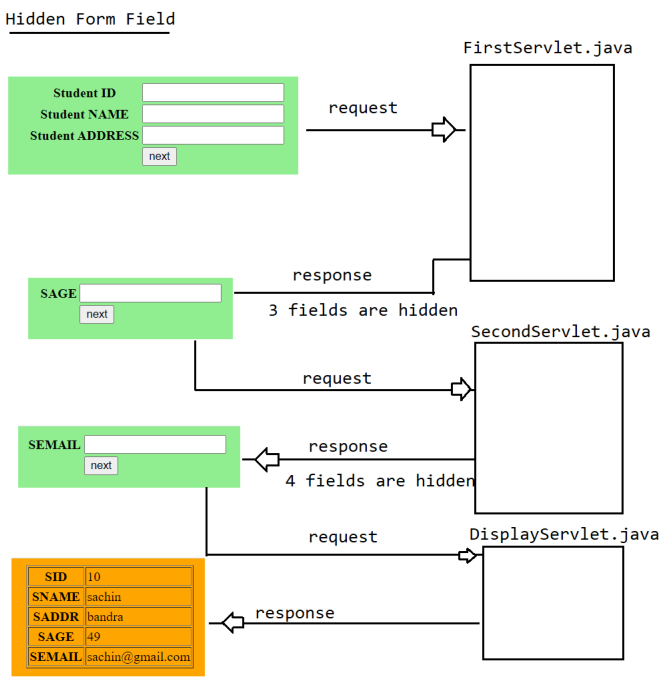 Hidden Form Field
FirstServlet.java
Student ID
Student NAME
Student ADDRESS
next
request
response
SAGE
next
3 fields are hidden
SecondServlet.java
request
SEMAIL
next
response
4 fields are hidden
request
DisplayServlet.java
SID 10
SNAME sachin
SADDR bandra
SAGE 49
SEMAIL sachin@gmail.com
response